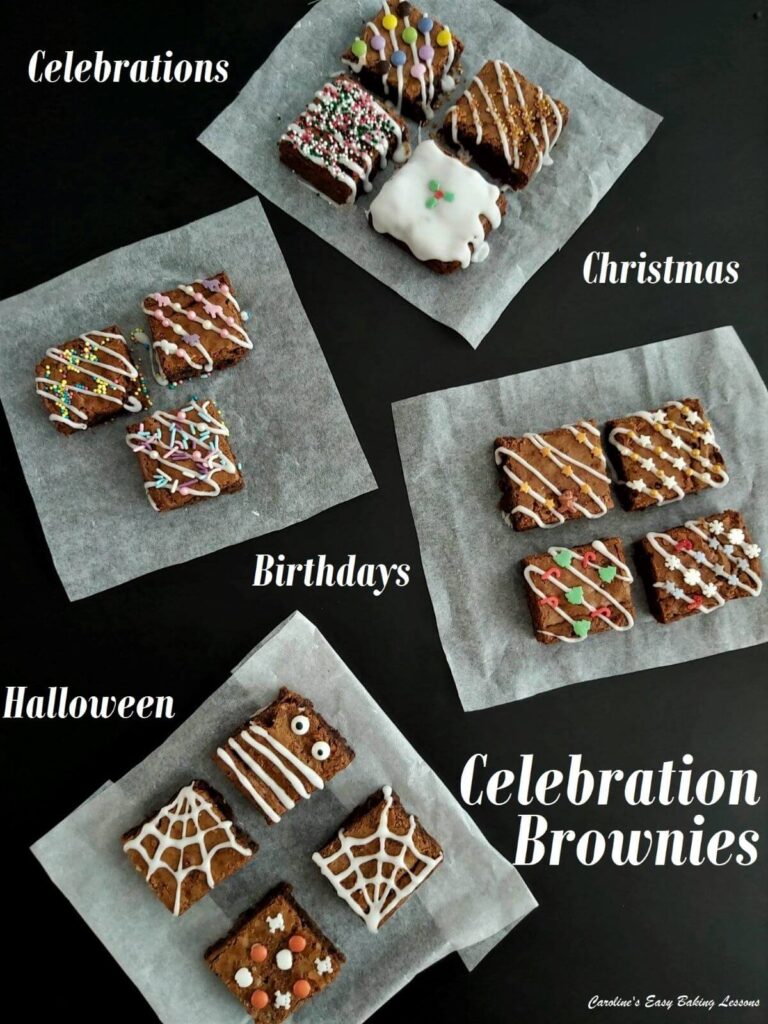 Celebrations
Christmas
Birthdays
Halloween
Celebration
Brownies
Caroline's Easy Baking Lessons